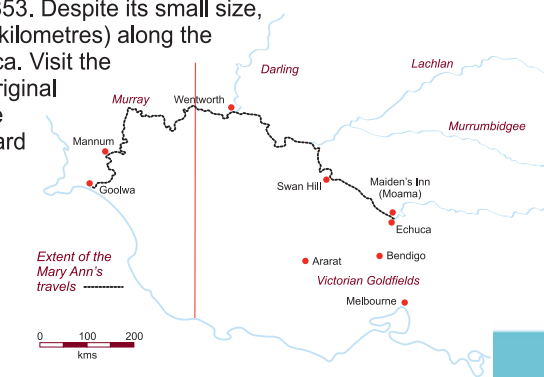 853. Despite its small size,
kilometres) along the
ca. Visit the
riginal
e
ard
Darling
Lachlan
Murray
Wentworth
Murrumbidgee
Mannum
Goolwa
Swan Hill
Maiden's Inn
(Moama)
Echuca
Extent of the
Mary Ann's
travels
Ararat
Bendigo
Victorian Goldfields
Melbourne
0 100 200
kms